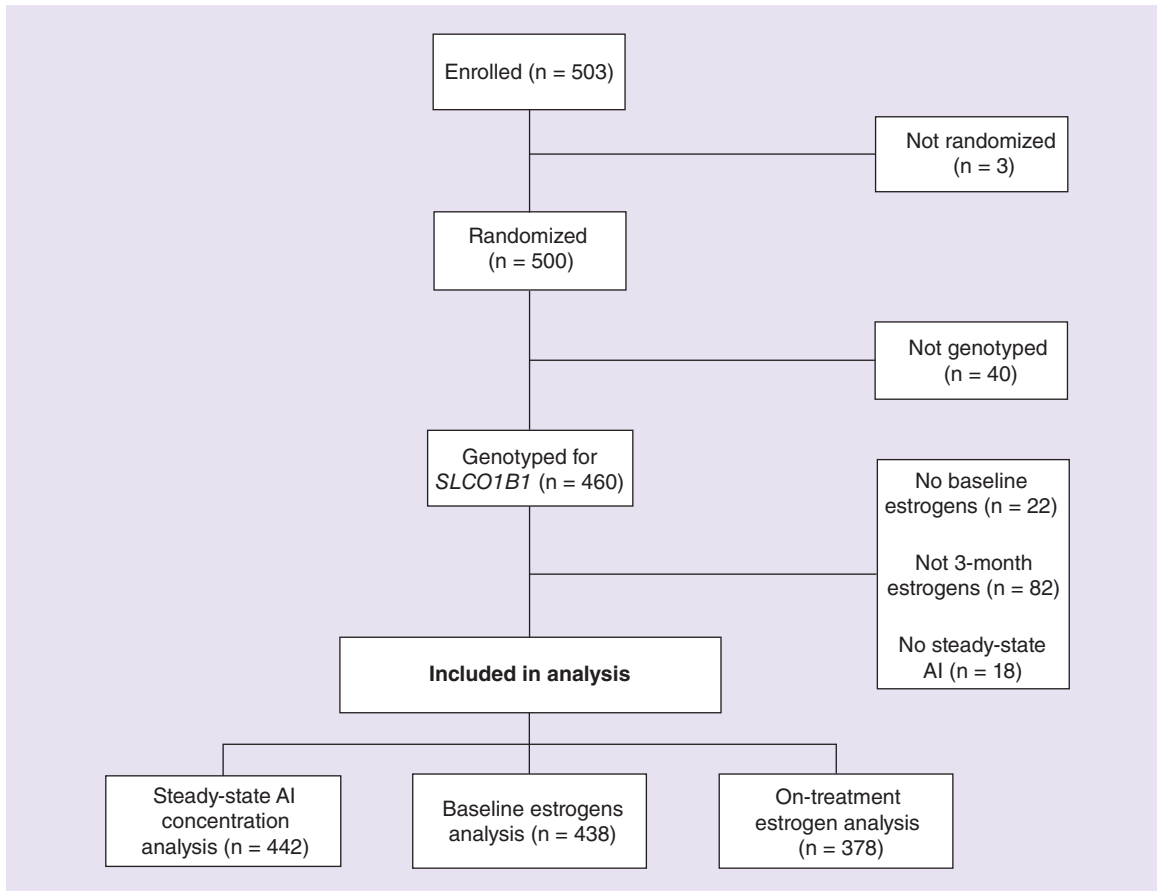 Enrolled (n = 503)
Not randomized
(n = 3)
Randomized
(n = 500)
Not genotyped
(n = 40)
Genotyped for
SLCO1B1 (n = 460)
No baseline
estrogens (n = 22)
Not 3-month
estrogens (n = 82)
No steady-state
AI (n = 18)
Included in analysis
Steady-state AI
concentration
analysis (n = 442)
Baseline estrogens
analysis (n = 438)
On-treatment
estrogen analysis
(n = 378)